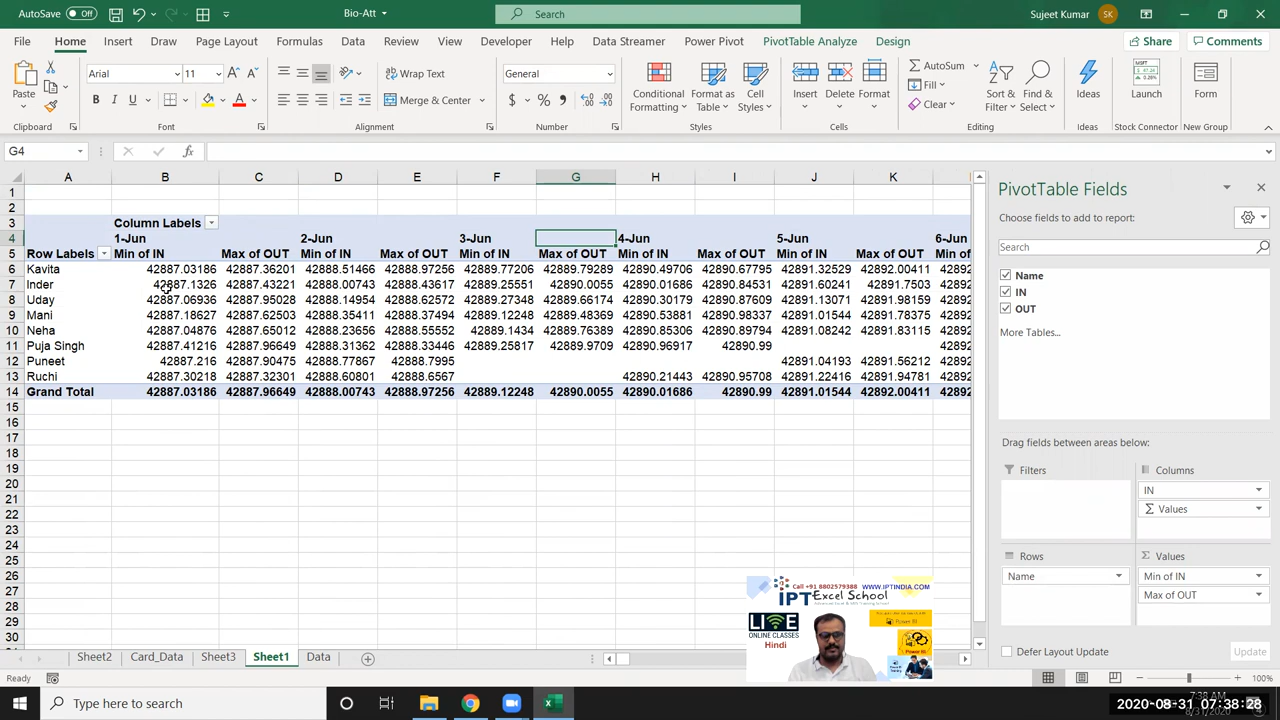 AutoSave Off Bio-Att Search Sujeet Kumar SK
File Home Insert Draw Page Layout Formulas Data Review View Developer Help Data Streamer Power Pivot PivotTable Analyze Design Share Comments
Paste Arial 11 Wrap Text General Conditional Formatting Format as Table Cell Styles Insert Delete Format AutoSum Fill Clear Sort & Filter Find & Select Ideas Launch Form
B I U Merge & Center $ %
Clipboard Font Alignment Number Styles Cells Editing Ideas Stock Connector New Group
G4 fx
A B C D E F G H I J K
1
2
3 Column Labels
4 1-Jun 2-Jun 3-Jun 4-Jun 5-Jun 6-Jun
5 Row Labels Min of IN Max of OUT Min of IN Max of OUT Min of IN Max of OUT Min of IN Max of OUT Min of IN Max of OUT Min of
6 Kavita 42887.03186 42887.36201 42888.51466 42888.97256 42889.77206 42889.79289 42890.49706 42890.67795 42891.32529 42892.00411 42892
7 Inder 42887.1326 42887.43221 42888.00743 42888.43617 42889.25551 42890.0055 42890.01686 42890.84531 42891.60241 42891.7503 42892
8 Uday 42887.06936 42887.95028 42888.14954 42888.62572 42889.27348 42889.66174 42890.30179 42890.87609 42891.13071 42891.98159 42892
9 Mani 42887.18627 42887.62503 42888.35411 42888.37494 42889.12248 42889.48369 42890.53881 42890.98337 42891.01544 42891.78375 42892
10 Neha 42887.04876 42887.65012 42888.23656 42888.55552 42889.1434 42889.76389 42890.85306 42890.89794 42891.08242 42891.83115 42892
11 Puja Singh 42887.41216 42887.96649 42888.31362 42888.33446 42889.25812 42889.9709 42890.96917 42890.99 42892
12 Puneet 42887.216 42887.90475 42888.77867 42888.7995 42891.04193 42891.56212 42892
13 Ruchi 42887.30218 42887.32301 42888.60801 42888.6567 42890.21443 42890.95708 42891.22416 42891.94781 42892
14 Grand Total 42887.03186 42887.96649 42888.00743 42888.97256 42889.12248 42890.0055 42890.01686 42890.99 42891.01544 42892.00411 42892
15
16
17
18
19
20
21
22
23
24
25
26
27
28
29
30
PivotTable Fields
Choose fields to add to report:
Search
Name
IN
OUT
More Tables...
Drag fields between areas below:
Filters Columns
IN
Σ Values
Rows Σ Values
Name Min of IN
Max of OUT
Defer Layout Update Update
Call +91 8802579388 WWW.IPTINDIA.COM
IPT Excel School
LIVE
ONLINE CLASSES
Hindi
Power BI
Sheet2 Card_Data Sheet3 Sheet1 Data
Ready 100%
Type here to search
7:38 AM
8/31/2020
2020-08-31 07:38:28